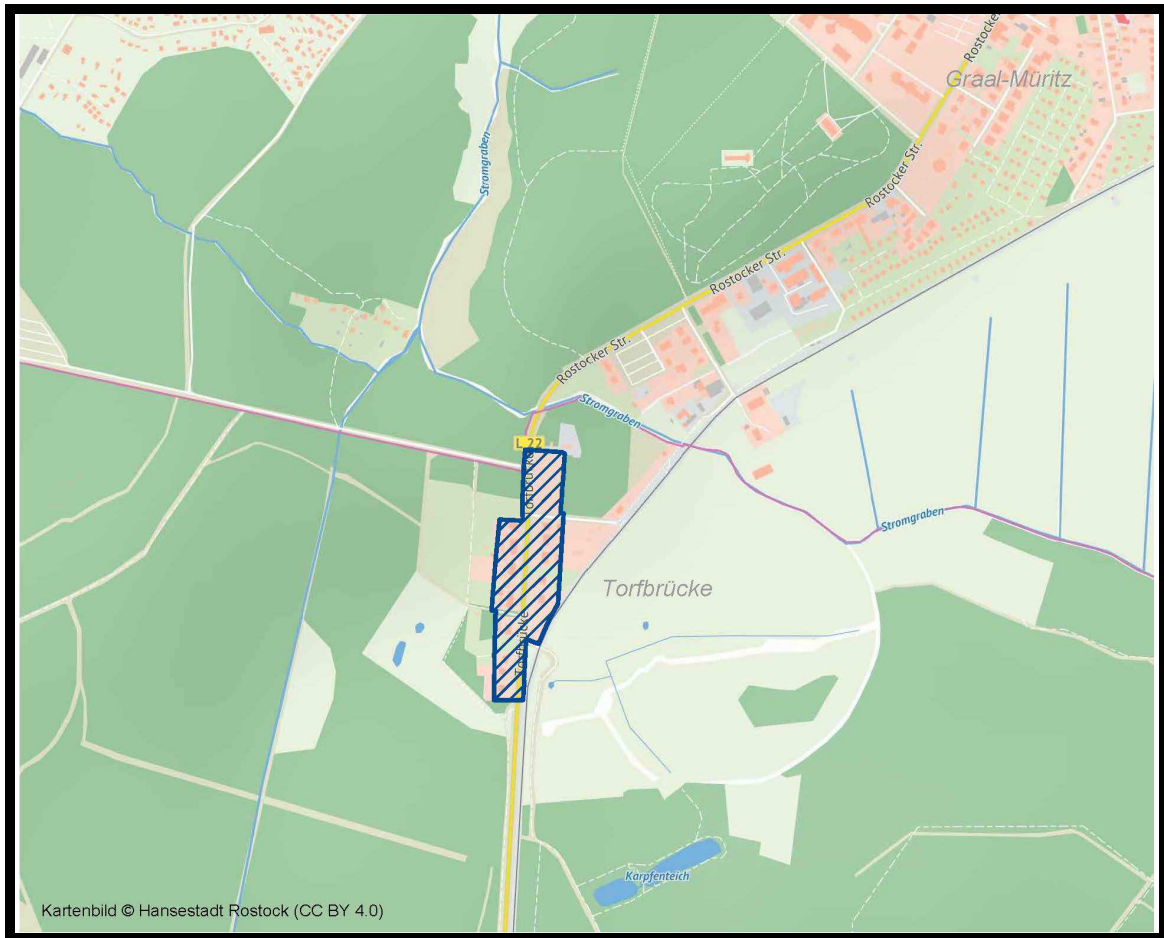 Rostocker
Graal-Müritz
Stromgraben
Rostocker Str.
Rostocker Str.
Rostocker Str.
Stromgraben
L 22
Torfbrücke
Stromgraben
Torfbrücke
Torfbrücke
Karpfenteich
Kartenbild © Hansestadt Rostock (CC BY 4.0)